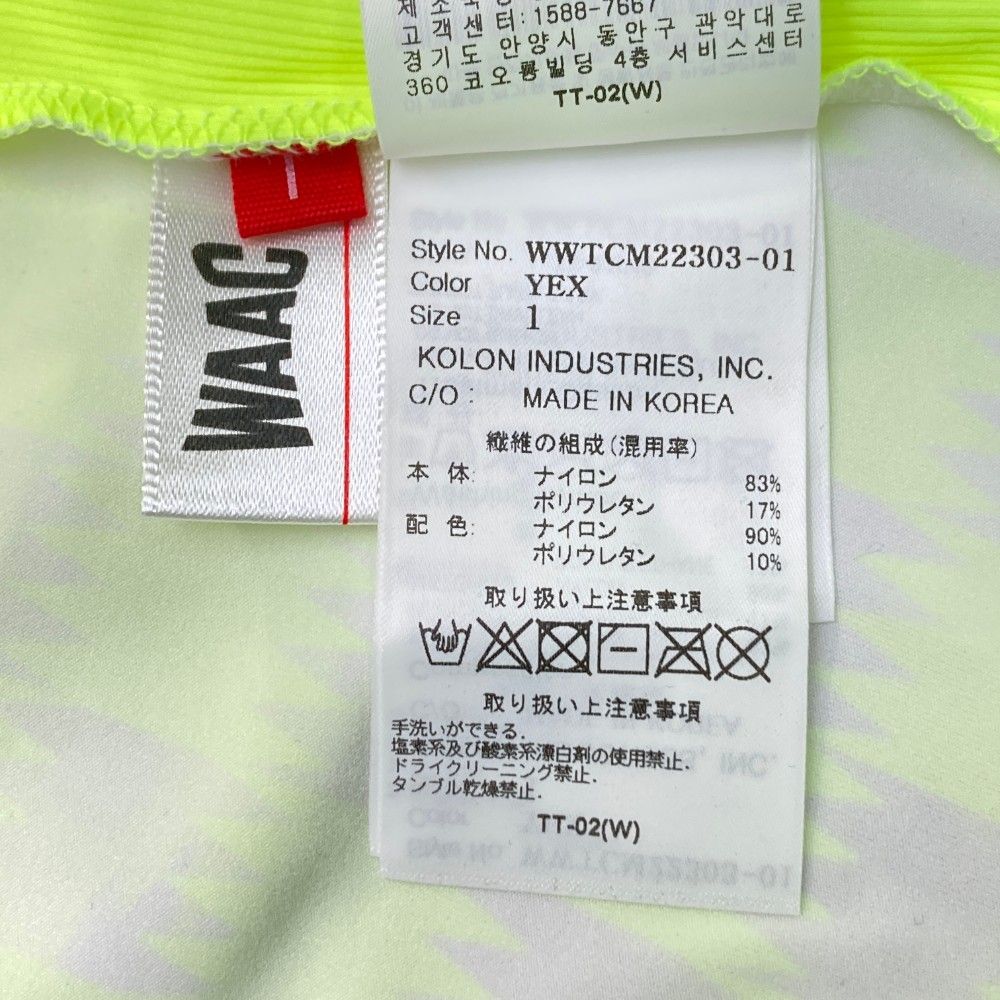 고객센터:1588-7667
경기도 안양시 동안구 관악대로
360 코오롱빌딩 4층 서비스센터
TT-02(W)
WAAC
Style No. WWTCM22303-01
Color YEX
Size 1
KOLON INDUSTRIES, INC.
C/O : MADE IN KOREA
繊維の組成(混用率)
本 体: ナイロン 83%
ポリウレタン 17%
配 色: ナイロン 90%
ポリウレタン 10%
取り扱い上注意事項
取り扱い上注意事項
手洗いができる.
塩素系及び酸素系漂白剤の使用禁止.
ドライクリーニング禁止.
タンブル乾燥禁止.
TT-02(W)